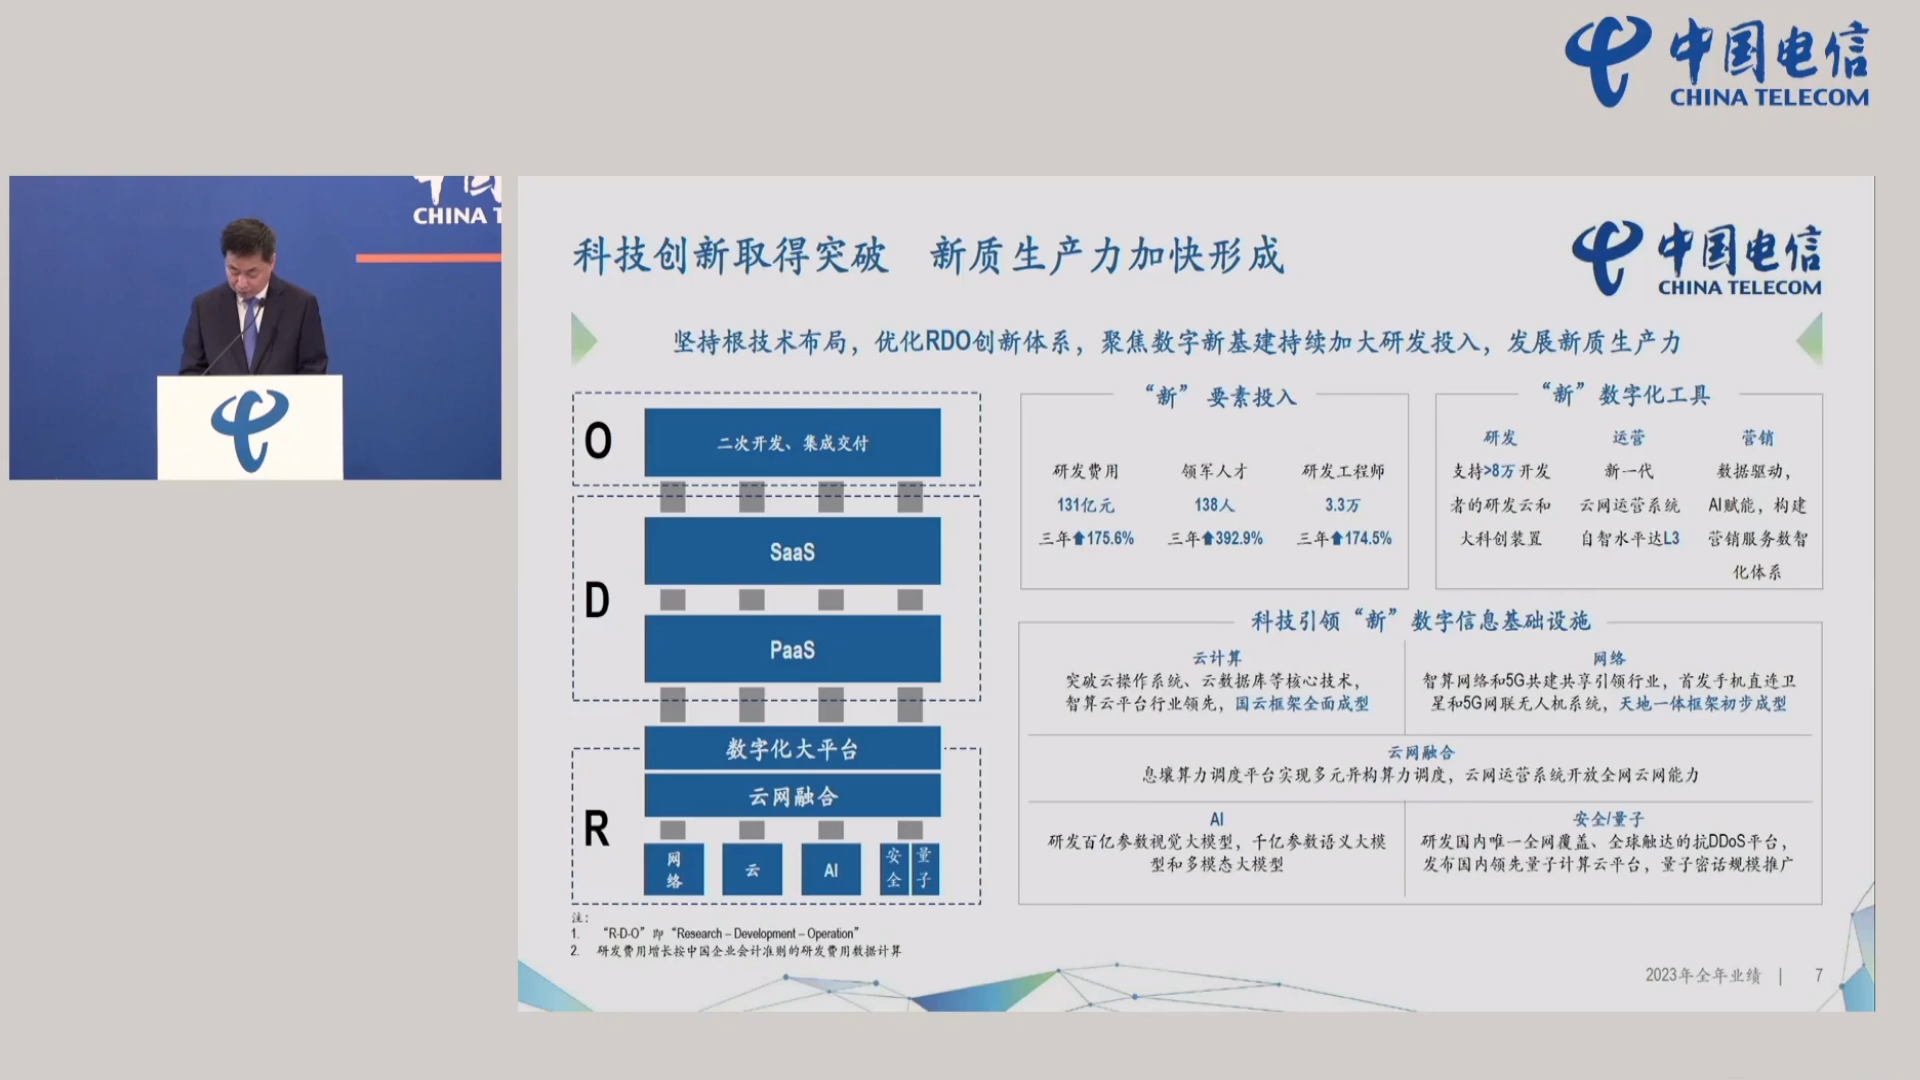 中国电信
CHINA TELECOM
CHINA T
科技创新取得突破 新质生产力加快形成
中国电信
CHINA TELECOM
坚持根技术布局，优化RDO创新体系，聚焦数字新基建持续加大研发投入，发展新质生产力
O
二次开发、集成交付
D
SaaS
PaaS
数字化大平台
云网融合
R
网络
云
AI
安全
量子
注：
1. “R-D-O”即“Research – Development – Operation”
2. 研发费用增长按中国企业会计准则的研发费用数据计算
“新”要素投入
研发费用 领军人才 研发工程师
131亿元 138人 3.3万
三年⬆175.6% 三年⬆392.9% 三年⬆174.5%
“新”数字化工具
研发
支持>8万开发
者的研发云和
大科创装置
运营
新一代
云网运营系统
自智水平达L3
营销
数据驱动，
AI赋能，构建
营销服务数智
化体系
科技引领“新”数字信息基础设施
云计算
突破云操作系统、云数据库等核心技术，
智算云平台行业领先，国云框架全面成型
网络
智算网络和5G共建共享引领行业，首发手机直连卫
星和5G网联无人机系统，天地一体框架初步成型
云网融合
息壤算力调度平台实现多元异构算力调度，云网运营系统开放全网云网能力
AI
研发百亿参数视觉大模型，千亿参数语义大模
型和多模态大模型
安全/量子
研发国内唯一全网覆盖、全球触达的抗DDoS平台，
发布国内领先量子计算云平台，量子密话规模推广
2023年全年业绩 | 7